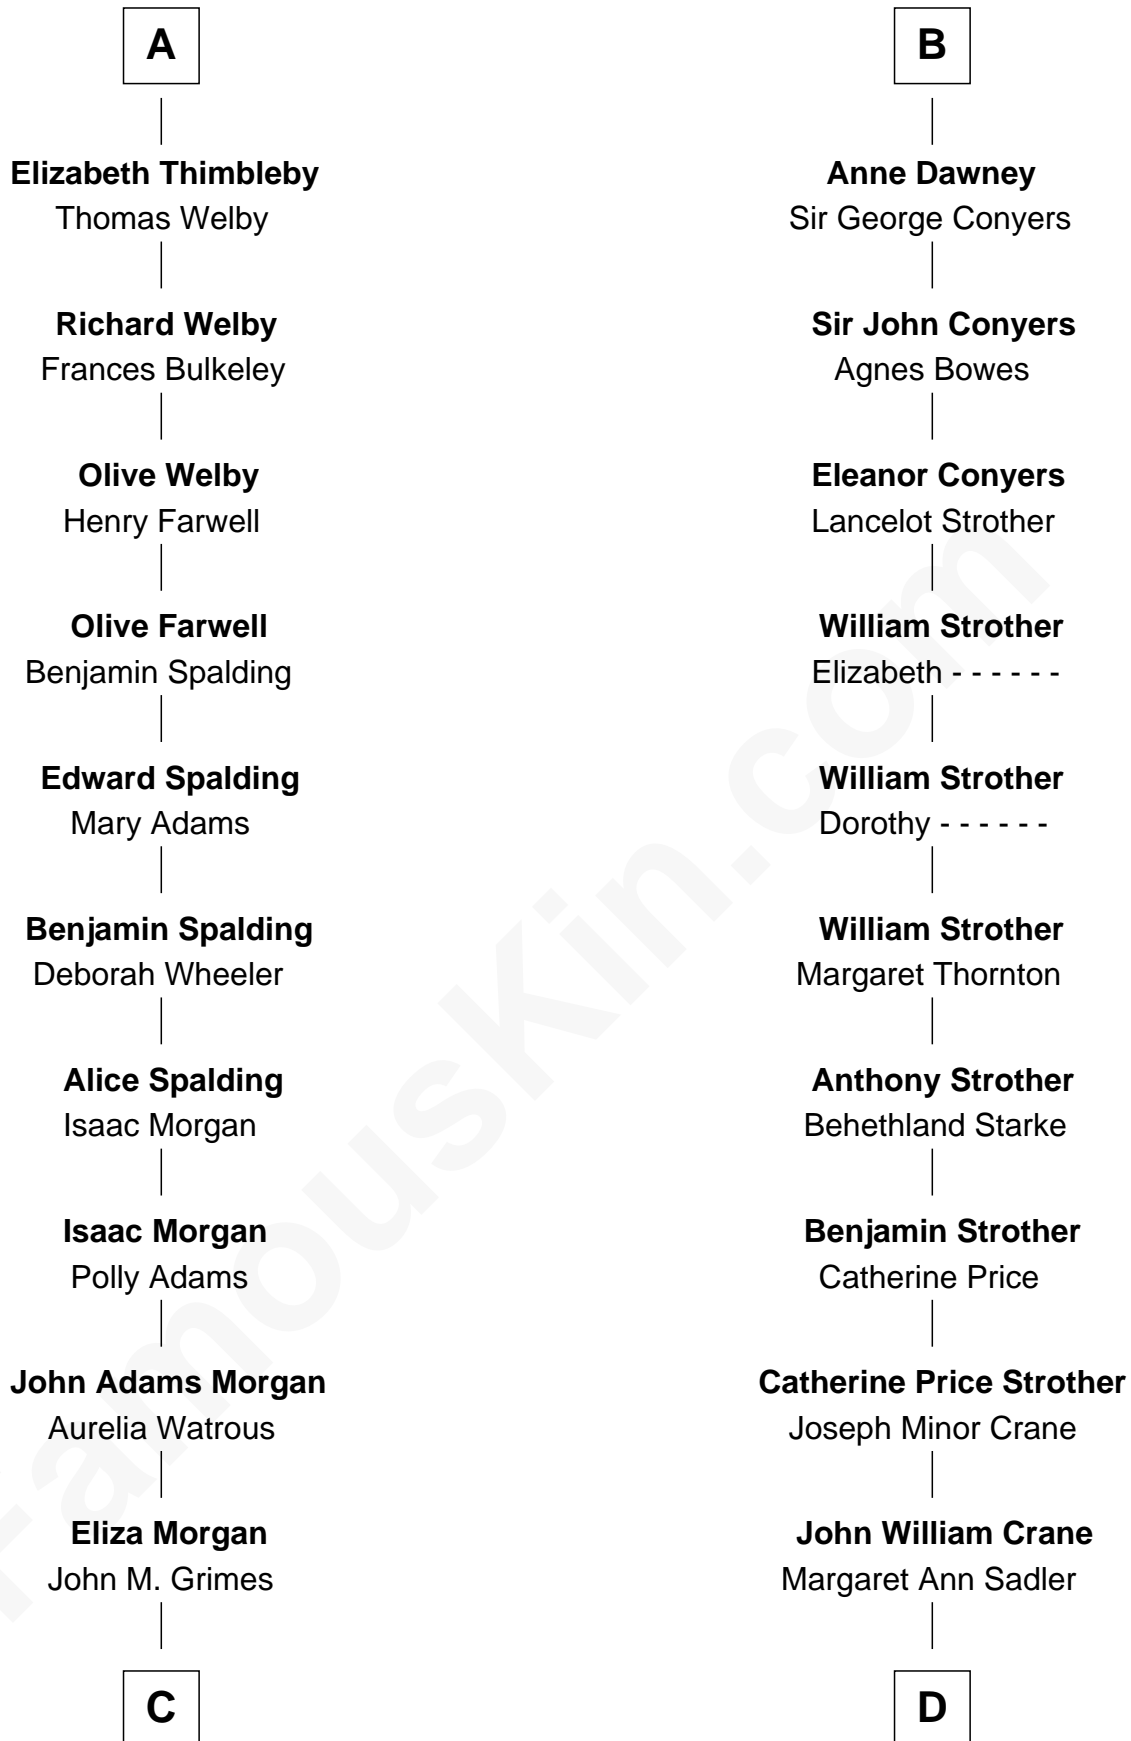 A
Elizabeth Thimbleby
Thomas Welby
Richard Welby
Frances Bulkeley
Olive Welby
Henry Farwell
Olive Farwell
Benjamin Spalding
Edward Spalding
Mary Adams
Benjamin Spalding
Deborah Wheeler
Alice Spalding
Isaac Morgan
Isaac Morgan
Polly Adams
John Adams Morgan
Aurelia Watrous
Eliza Morgan
John M. Grimes
C
B
Anne Dawney
Sir George Conyers
Sir John Conyers
Agnes Bowes
Eleanor Conyers
Lancelot Strother
William Strother
Elizabeth - - - - - -
William Strother
Dorothy - - - - - -
William Strother
Margaret Thornton
Anthony Strother
Behethland Starke
Benjamin Strother
Catherine Price
Catherine Price Strother
Joseph Minor Crane
John William Crane
Margaret Ann Sadler
D
FamousKin.com